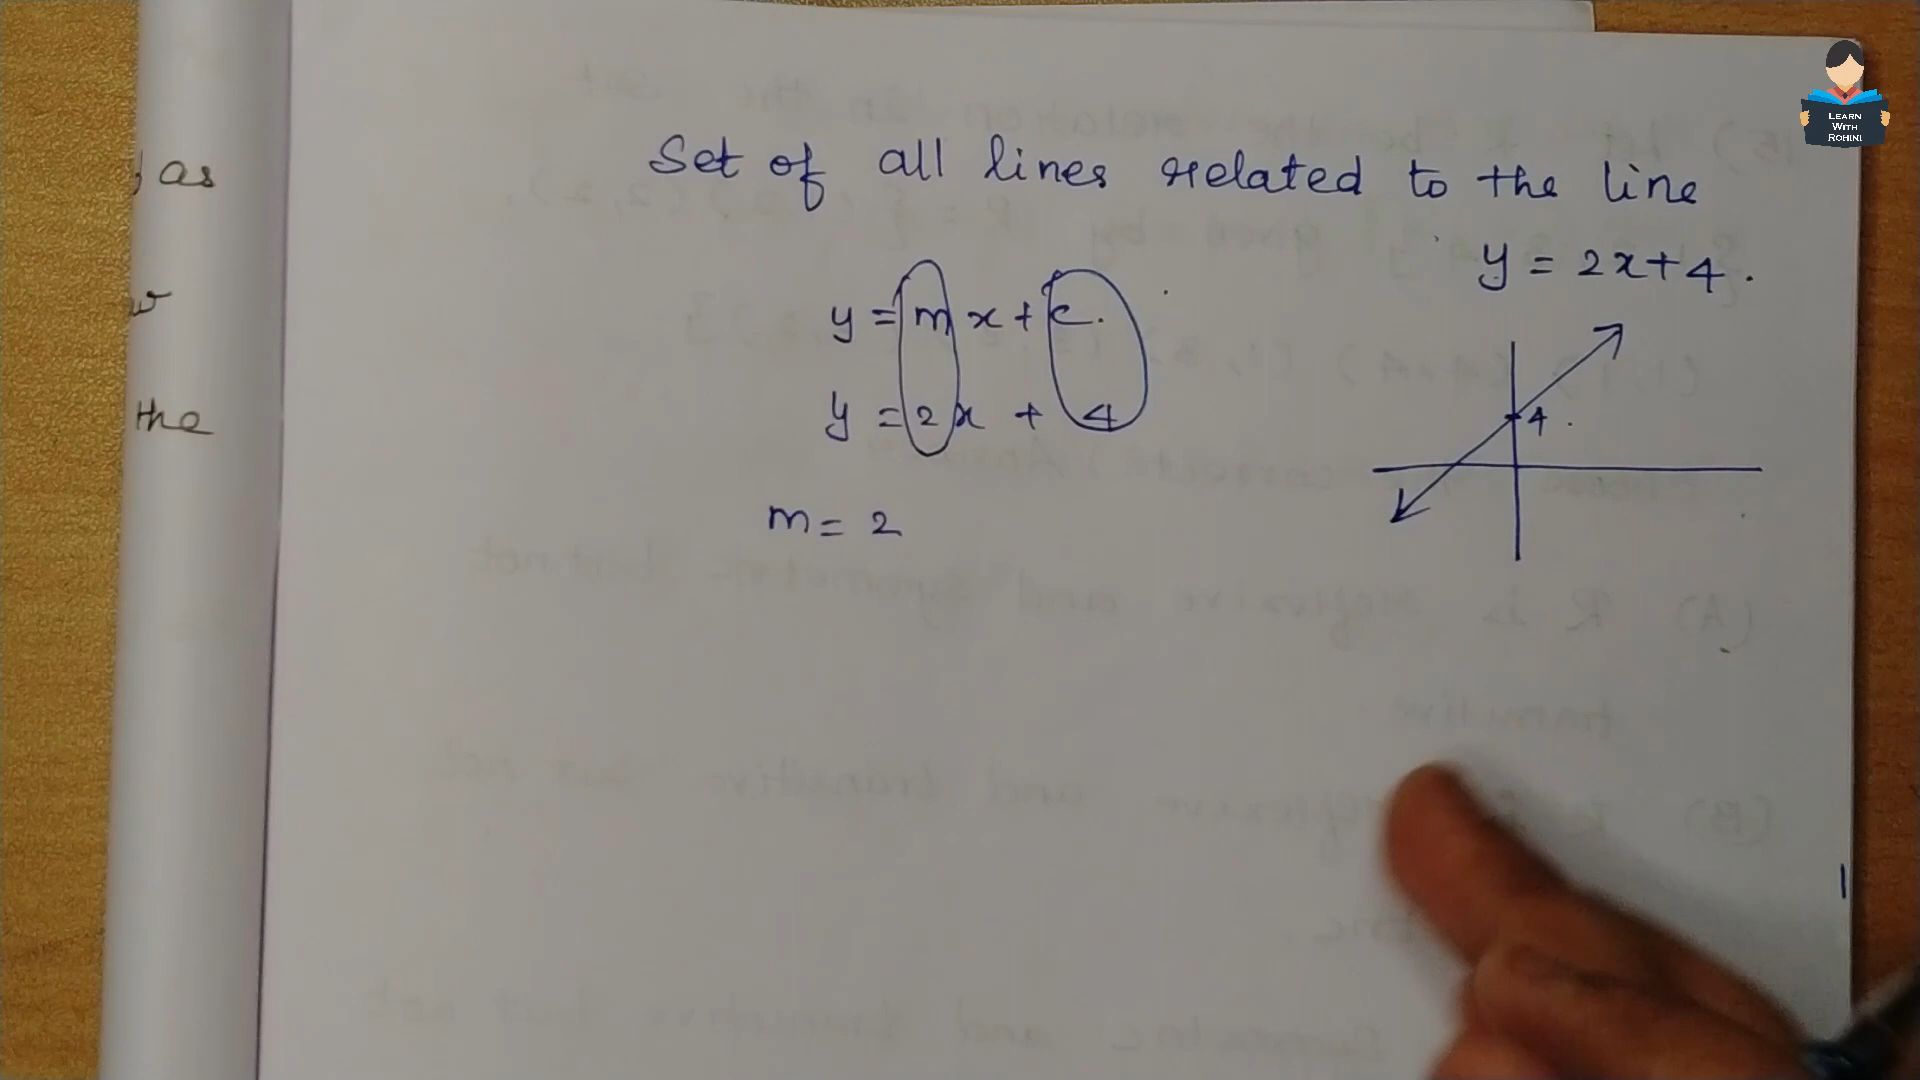 LEARN
WITH
ROHINI
as
the
Set of all lines related to the line
y = 2x+4.
y = mx + c.
y = 2x + 4
4.
m = 2